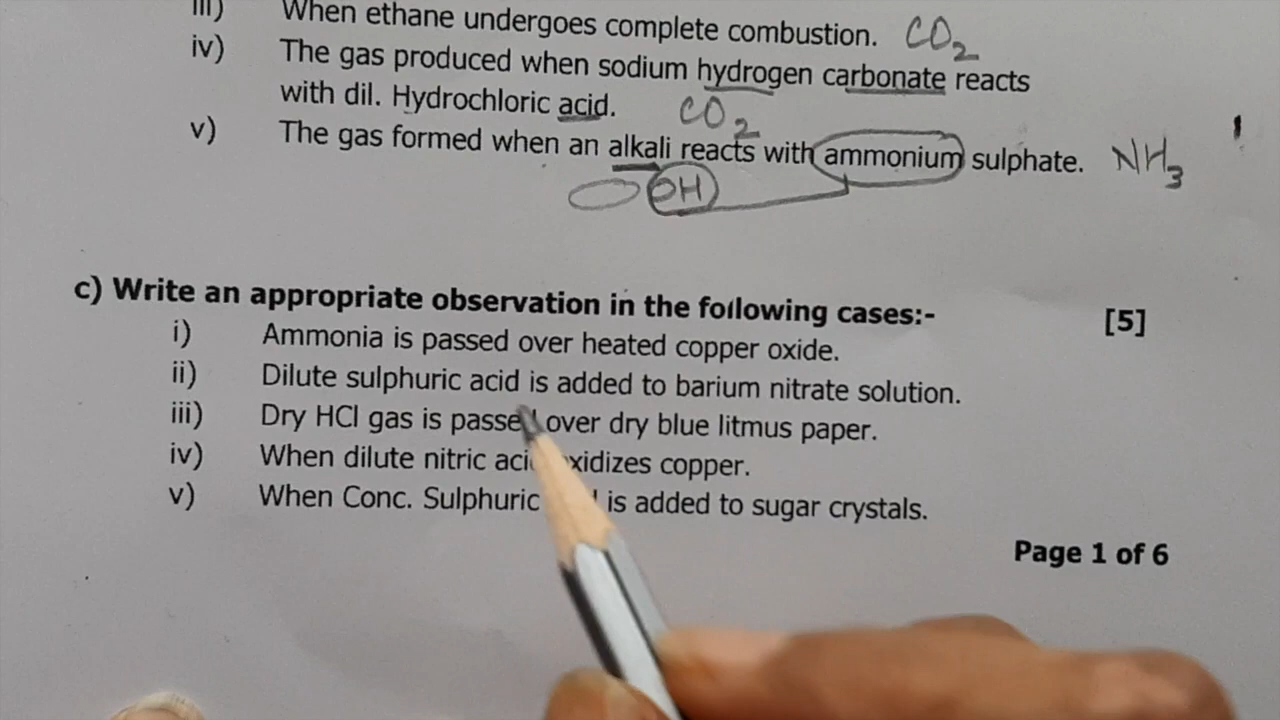 iii) When ethane undergoes complete combustion. CO2
iv) The gas produced when sodium hydrogen carbonate reacts
with dil. Hydrochloric acid. CO2
v) The gas formed when an alkali reacts with ammonium sulphate. NH3
OH
c) Write an appropriate observation in the following cases:- [5]
i) Ammonia is passed over heated copper oxide.
ii) Dilute sulphuric acid is added to barium nitrate solution.
iii) Dry HCl gas is passed over dry blue litmus paper.
iv) When dilute nitric acid oxidizes copper.
v) When Conc. Sulphuric is added to sugar crystals.
Page 1 of 6